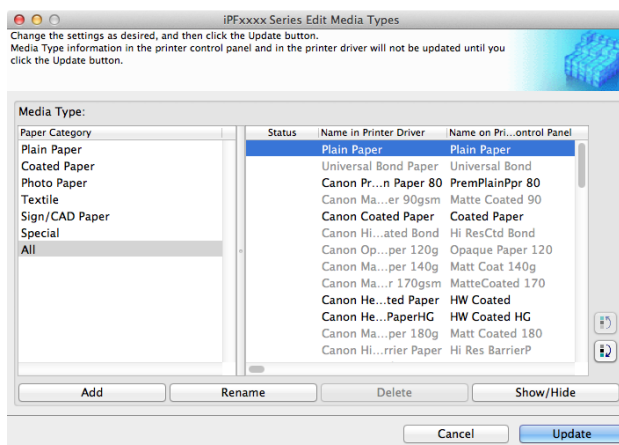 iPFxxxx Series Edit Media Types
Change the settings as desired, and then click the Update button.
Media Type information in the printer control panel and in the printer driver will not be updated until you
click the Update button.
Media Type:
Paper Category
Plain Paper
Coated Paper
Photo Paper
Textile
Sign/CAD Paper
Special
All
Status Name in Printer Driver Name on Pri...ontrol Panel
Plain Paper Plain Paper
Universal Bond Paper Universal Bond
Canon Pr...n Paper 80 PremPlainPpr 80
Canon Ma...er 90gsm Matte Coated 90
Canon Coated Paper Coated Paper
Canon Hi...ated Bond Hi ResCtd Bond
Canon Op...per 120g Opaque Paper 120
Canon Ma...per 140g Matt Coat 140g
Canon Ma...r 170gsm MatteCoated 170
Canon He...ted Paper HW Coated
Canon He...PaperHG HW Coated HG
Canon Ma...per 180g Matt Coated 180
Canon Hi...rrier Paper Hi Res BarrierP
Add Rename Delete Show/Hide
Cancel Update